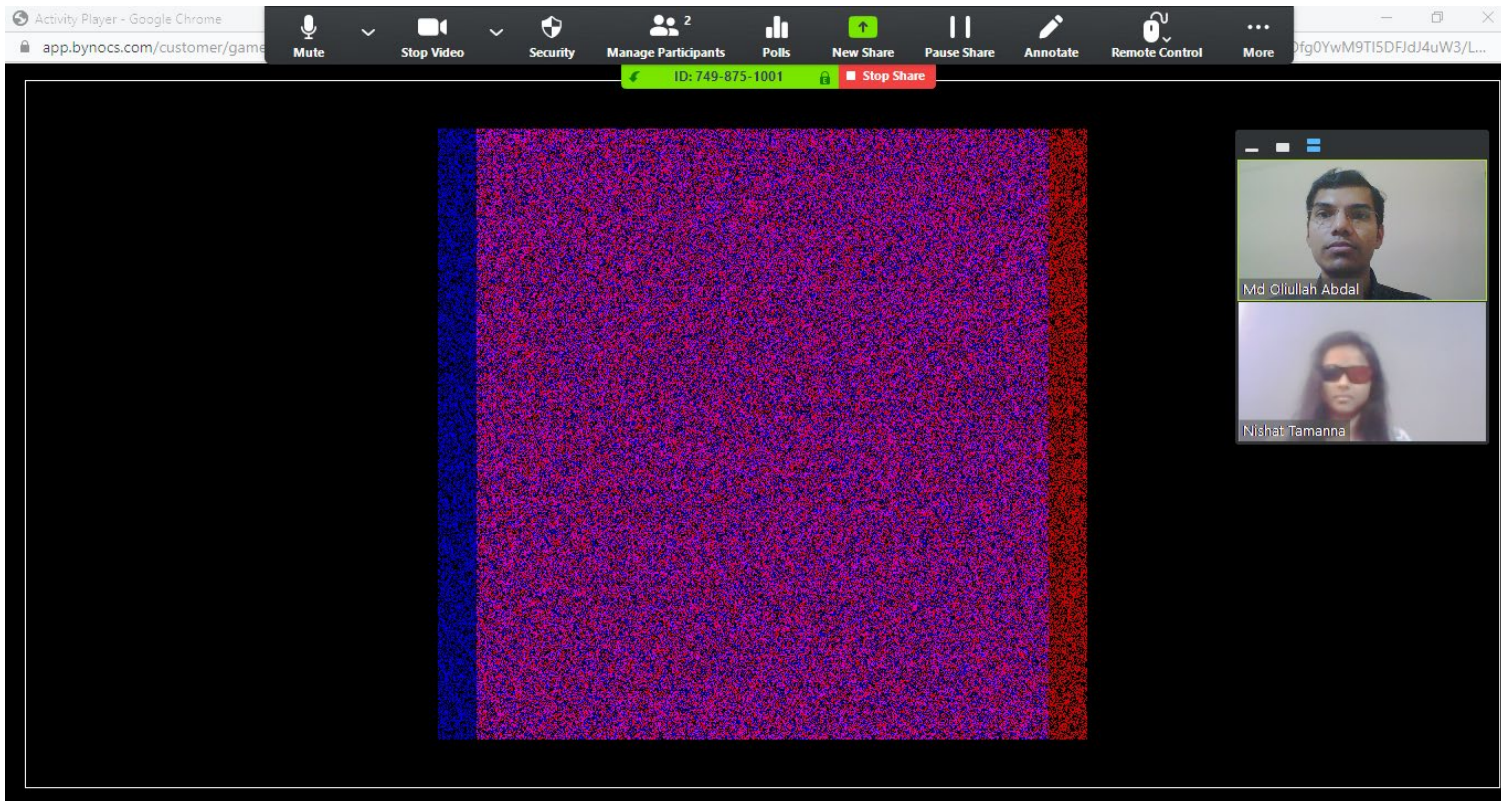 Activity Player - Google Chrome
app.bynocs.com/customer/game
Mute
Stop Video
Security
Manage Participants
2
Polls
New Share
Pause Share
Annotate
Remote Control
More
ID: 749-875-1001
Stop Share
Md Oliullah Abdal
Nishat Tamanna